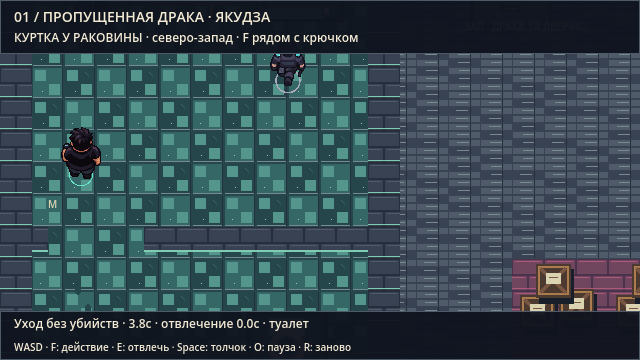 01 / ПРОПУЩЕННАЯ ДРАКА · ЯКУДЗА
КУРТКА У РАКОВИНЫ · северо-запад · F рядом с крючком
М
Уход без убийств · 3.8с · отвлечение 0.0с · туалет
WASD · F: действие · E: отвлечь · Space: толчок · O: пауза · R: заново